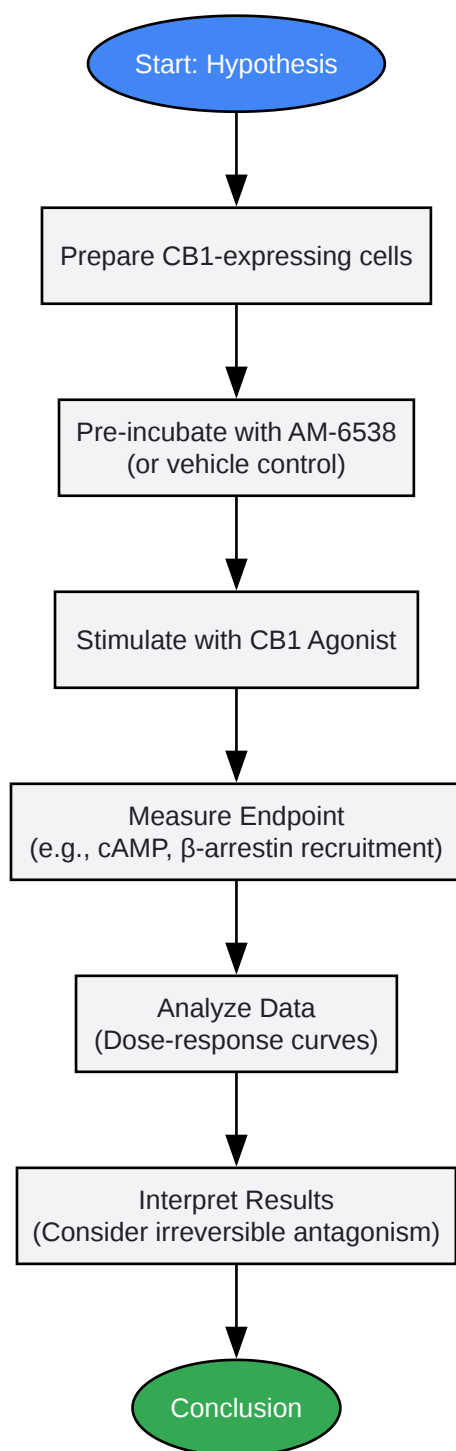 Start: Hypothesis
Prepare CB1-expressing cells
Pre-incubate with AM-6538
(or vehicle control)
Stimulate with CB1 Agonist
Measure Endpoint
(e.g., cAMP, β-arrestin recruitment)
Analyze Data
(Dose-response curves)
Interpret Results
(Consider irreversible antagonism)
Conclusion